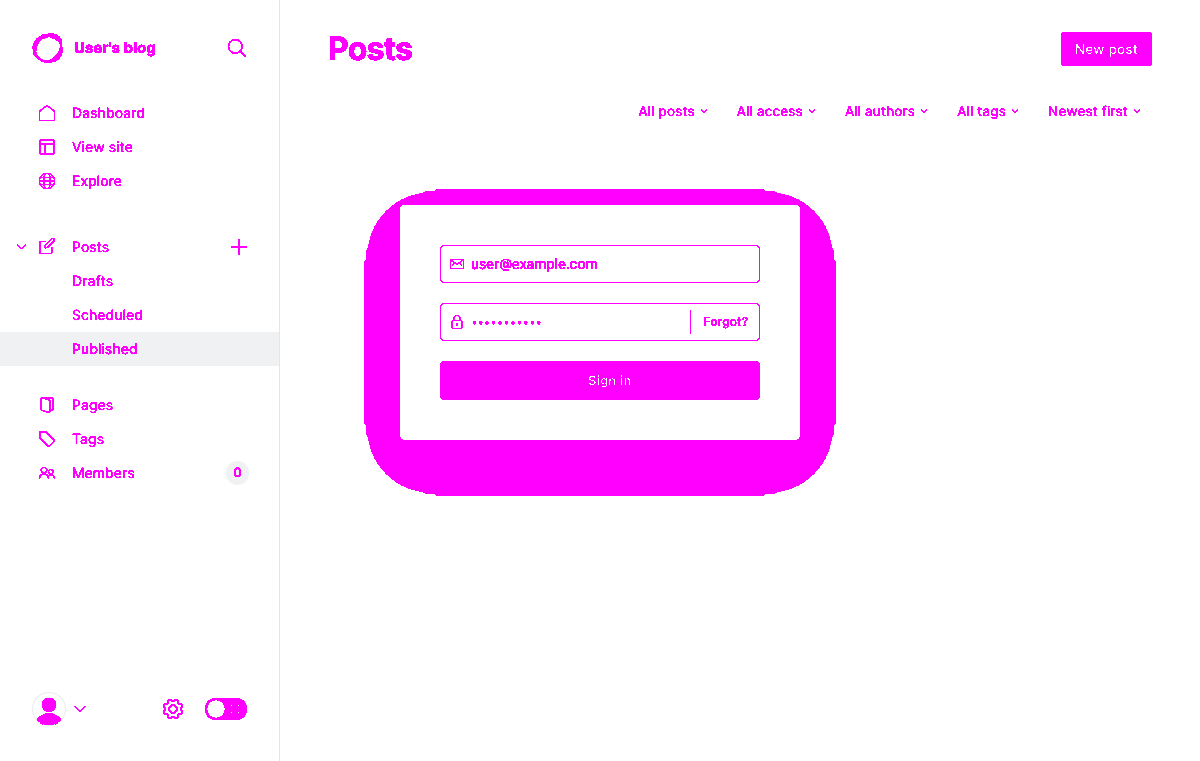 User's blog
Dashboard
View site
Explore
Posts
Drafts
Scheduled
Published
Pages
Tags
Members 0
Posts
New post
All posts All access All authors All tags Newest first
user@example.com
Forgot?
Sign in